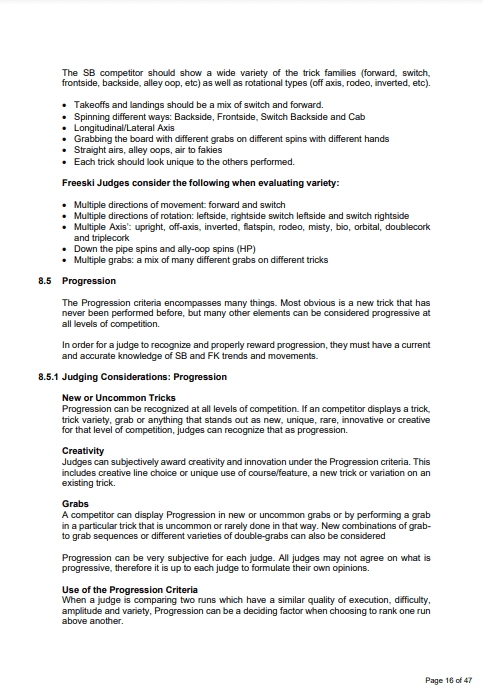 The SB competitor should show a wide variety of the trick families (forward, switch,
frontside, backside, alley oop, etc) as well as rotational types (off axis, rodeo, inverted, etc).
• Takeoffs and landings should be a mix of switch and forward.
• Spinning different ways: Backside, Frontside, Switch Backside and Cab
• Longitudinal/Lateral Axis
• Grabbing the board with different grabs on different spins with different hands
• Straight airs, alley oops, air to fakies
• Each trick should look unique to the others performed.
Freeski Judges consider the following when evaluating variety:
• Multiple directions of movement: forward and switch
• Multiple directions of rotation: leftside, rightside switch leftside and switch rightside
• Multiple Axis': upright, off-axis, inverted, flatspin, rodeo, misty, bio, orbital, doublecork
and triplecork
• Down the pipe spins and ally-oop spins (HP)
• Multiple grabs: a mix of many different grabs on different tricks
8.5 Progression
The Progression criteria encompasses many things. Most obvious is a new trick that has
never been performed before, but many other elements can be considered progressive at
all levels of competition.
In order for a judge to recognize and properly reward progression, they must have a current
and accurate knowledge of SB and FK trends and movements.
8.5.1 Judging Considerations: Progression
New or Uncommon Tricks
Progression can be recognized at all levels of competition. If an competitor displays a trick,
trick variety, grab or anything that stands out as new, unique, rare, innovative or creative
for that level of competition, judges can recognize that as progression.
Creativity
Judges can subjectively award creativity and innovation under the Progression criteria. This
includes creative line choice or unique use of course/feature, a new trick or variation on an
existing trick.
Grabs
A competitor can display Progression in new or uncommon grabs or by performing a grab
in a particular trick that is uncommon or rarely done in that way. New combinations of grab-
to grab sequences or different varieties of double-grabs can also be considered
Progression can be very subjective for each judge. All judges may not agree on what is
progressive, therefore it is up to each judge to formulate their own opinions.
Use of the Progression Criteria
When a judge is comparing two runs which have a similar quality of execution, difficulty,
amplitude and variety, Progression can be a deciding factor when choosing to rank one run
above another.
Page 16 of 47